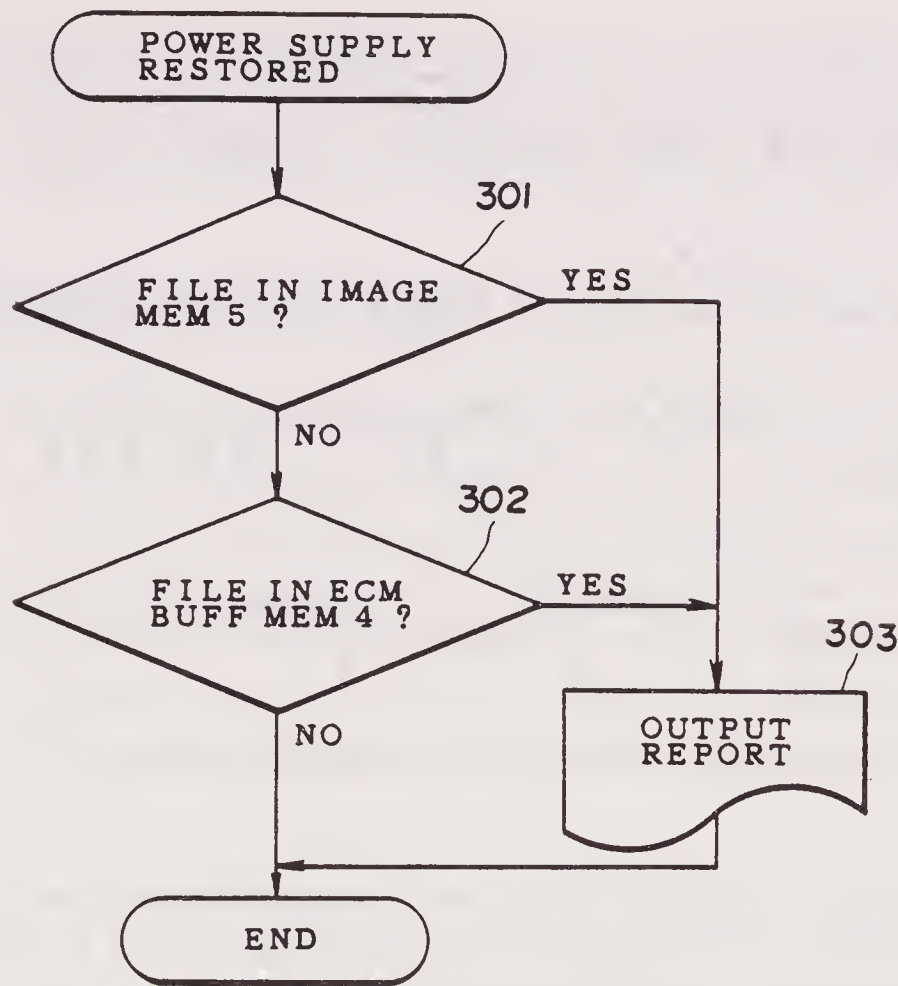 POWER SUPPLY
RESTORED
301
FILE IN IMAGE
MEM 5 ?
YES
NO
302
FILE IN ECM
BUFF MEM 4 ?
YES
303
OUTPUT
REPORT
NO
END